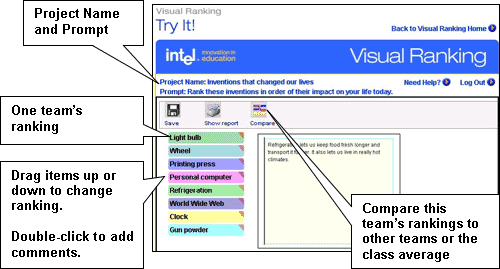 Visual Ranking
Try It!
Back to Visual Ranking Home
intel. innovation in education
Visual Ranking
Project Name: Inventions that changed our lives
Need Help?
Log Out
Prompt: Rank these inventions in order of their impact on your life today.
Save
Show report
Compare
Light bulb
Wheel
Printing press
Personal computer
Refrigeration
World Wide Web
Clock
Gun powder
lets us keep food fresh longer and
transport it
It also lets us live in really hot
climates.
Project Name
and Prompt
One team's
ranking
Drag items up or
down to change
ranking.
Double-click to add
comments.
Compare this
team's rankings to
other teams or the
class average